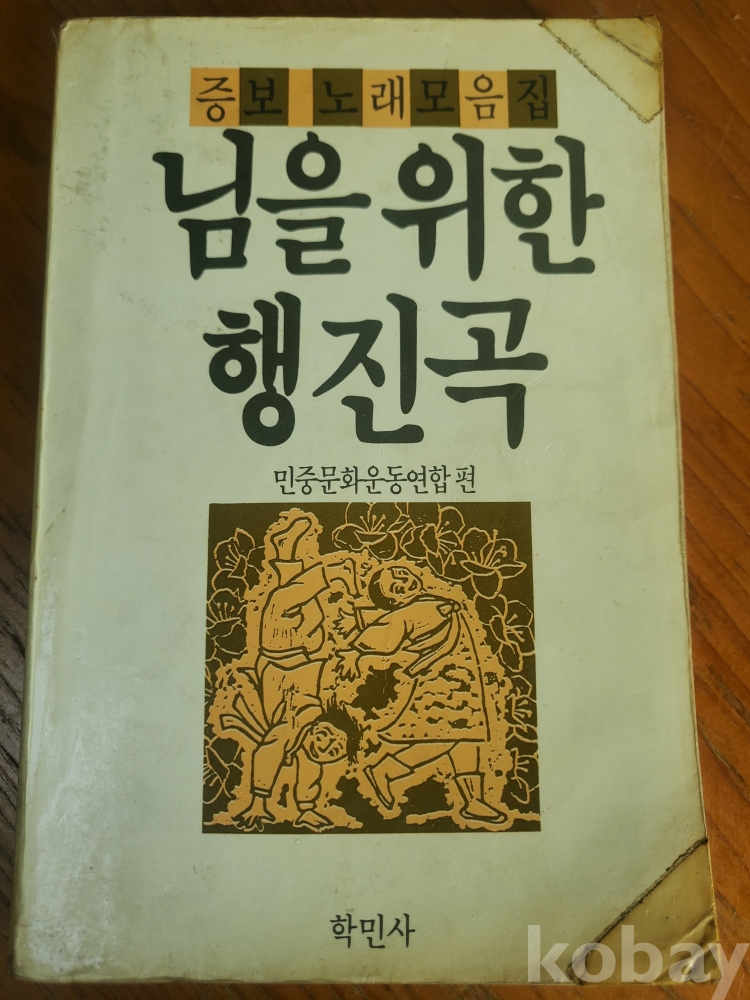 증보 노래모음집
님을 위한
행진곡
민중문화운동연합 편
학민사
kobay